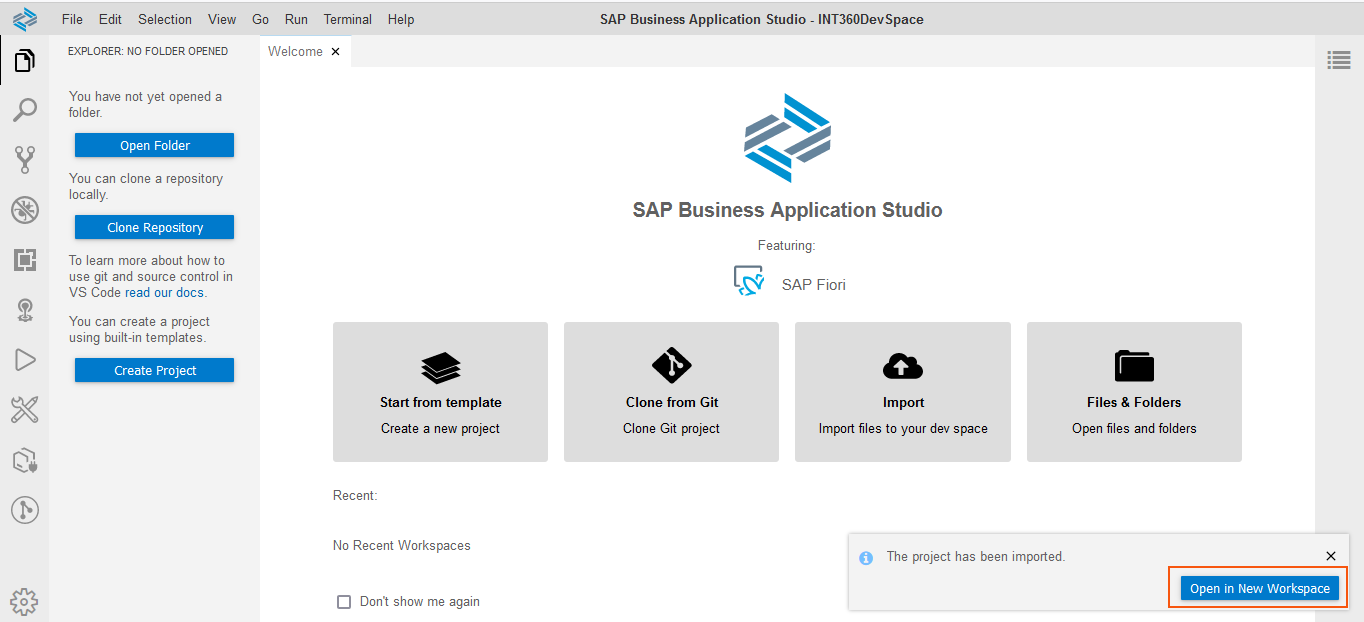 File Edit Selection View Go Run Terminal Help
SAP Business Application Studio - INT360DevSpace
EXPLORER: NO FOLDER OPENED
You have not yet opened a
folder.
Open Folder
You can clone a repository
locally.
Clone Repository
To learn more about how to
use git and source control in
VS Code read our docs.
You can create a project
using built-in templates.
Create Project
Welcome
SAP Business Application Studio
Featuring:
SAP Fiori
Start from template
Create a new project
Clone from Git
Clone Git project
Import
Import files to your dev space
Files & Folders
Open files and folders
Recent:
No Recent Workspaces
Don't show me again
The project has been imported.
Open in New Workspace